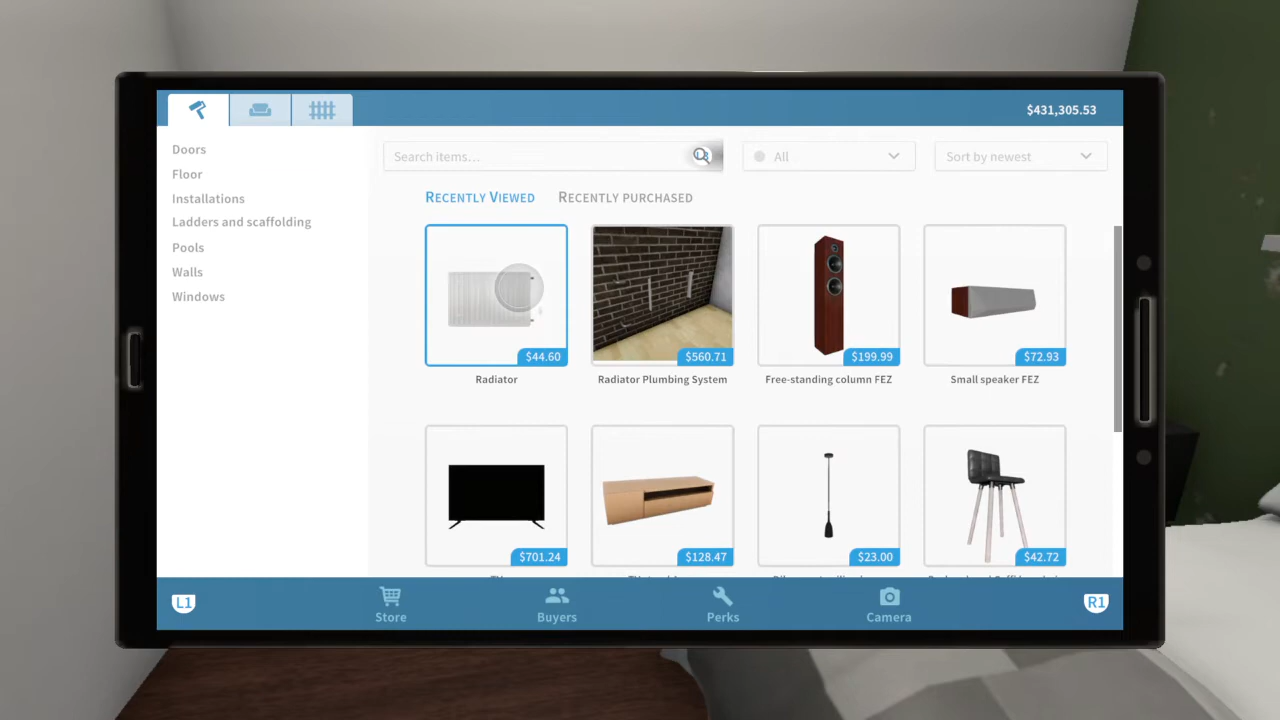 $431,305.53
Doors
Floor
Installations
Ladders and scaffolding
Pools
Walls
Windows
Search items...
All
Sort by newest
RECENTLY VIEWED
RECENTLY PURCHASED
$44.60
$560.71
$199.99
$72.93
Radiator
Radiator Plumbing System
Free-standing column FEZ
Small speaker FEZ
$701.24
$128.47
$23.00
$42.72
L1
Store
Buyers
Perks
Camera
R1